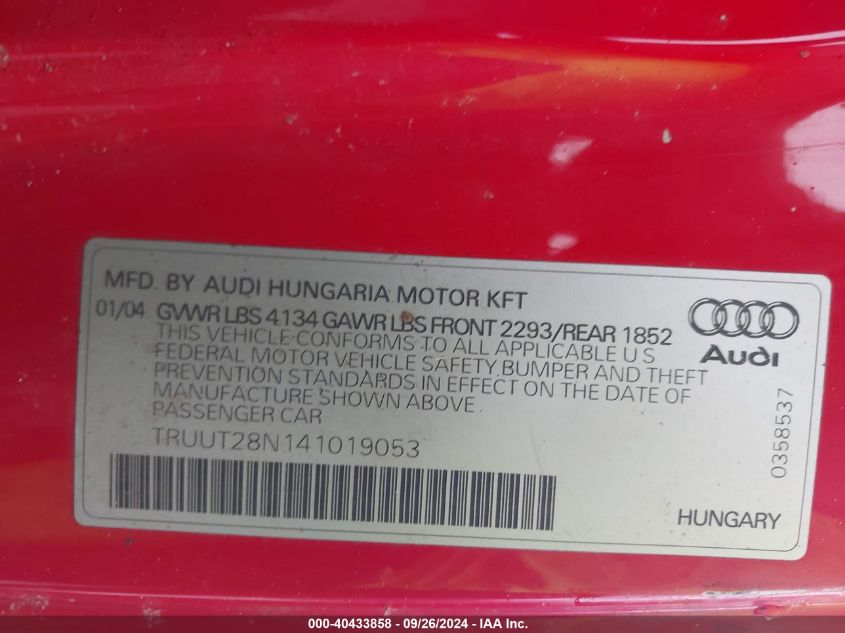 MFD. BY AUDI HUNGARIA MOTOR KFT
01/04 GVWR LBS 4134 GAWR LBS FRONT 2293/REAR 1852
THIS VEHICLE CONFORMS TO ALL APPLICABLE U S
FEDERAL MOTOR VEHICLE SAFETY, BUMPER AND THEFT
PREVENTION STANDARDS IN EFFECT ON THE DATE OF
MANUFACTURE SHOWN ABOVE
PASSENGER CAR
TRUUT28N141019053
Audi
0358537
HUNGARY
000-40433858 - 09/26/2024 - IAA Inc.